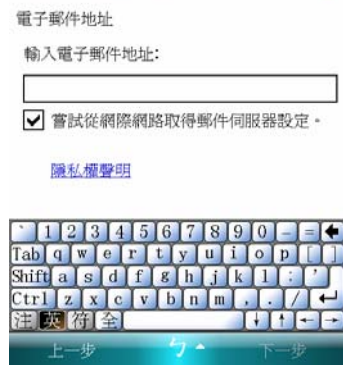 電子郵件地址
輸入電子郵件地址:
嘗試從網際網路取得郵件伺服器設定。
隱私權聲明
` 1 2 3 4 5 6 7 8 9 0 - =
Tab q w e r t y u i o p [ ]
Shift a s d f g h j k l : '
Ctrl z x c v b n m , . /
注 英 符 全
上一步 ㄅ 下一步